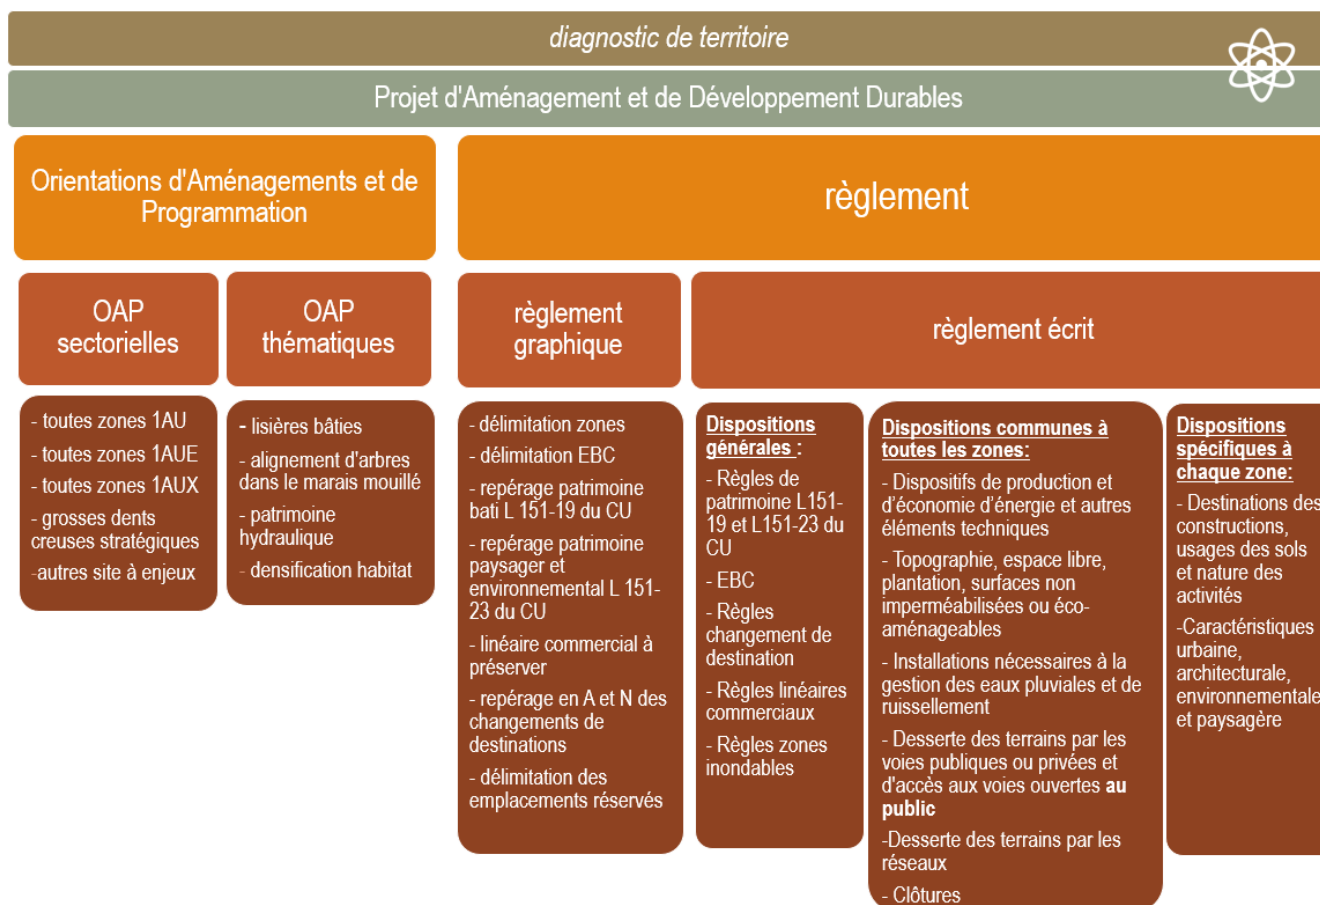 diagnostic de territoire
Projet d'Aménagement et de Développement Durables
Orientations d'Aménagements et de
Programmation
règlement
OAP
sectorielles
OAP
thématiques
règlement
graphique
règlement écrit
- toutes zones 1AU
- toutes zones 1AUE
- toutes zones 1AUX
- grosses dents
creuses stratégiques
-autres site à enjeux
- lisières bâties
- alignement d'arbres
dans le marais mouillé
- patrimoine
hydraulique
- densification habitat
- délimitation zones
- délimitation EBC
- repérage patrimoine
bati L 151-19 du CU
- repérage patrimoine
paysager et
environnemental L 151-
23 du CU
- linéaire commercial à
préserver
- repérage en A et N des
changements de
destinations
- délimitation des
emplacements réservés
Dispositions
générales :
- Règles de
patrimoine L151-
19 et L151-23 du
CU
- EBC
- Règles
changement de
destination
- Règles linéaires
commerciaux
- Règles zones
inondables
Dispositions communes à
toutes les zones:
- Dispositifs de production et
d'économie d'énergie et autres
éléments techniques
- Topographie, espace libre,
plantation, surfaces non
imperméabilisées ou éco-
aménageables
- Installations nécessaires à la
gestion des eaux pluviales et de
ruissellement
- Desserte des terrains par les
voies publiques ou privées et
d'accès aux voies ouvertes au
public
-Desserte des terrains par les
réseaux
- Clôtures
Dispositions
spécifiques à
chaque zone:
- Destinations des
constructions,
usages des sols
et nature des
activités
-Caractéristiques
urbaine,
architecturale,
environnementale
et paysagère